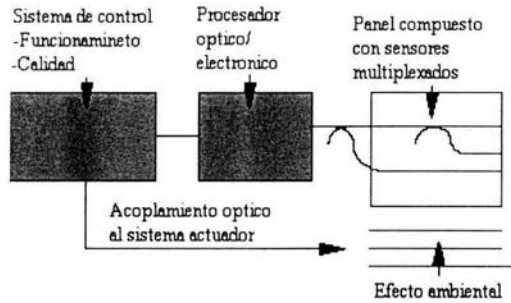 Sistema de control
-Funcionamineto
-Calidad
Procesador
optico/
electronico
Panel compuesto
con sensores
multiplexados
Acoplamiento optico
al sistema actuador
Efecto ambiental